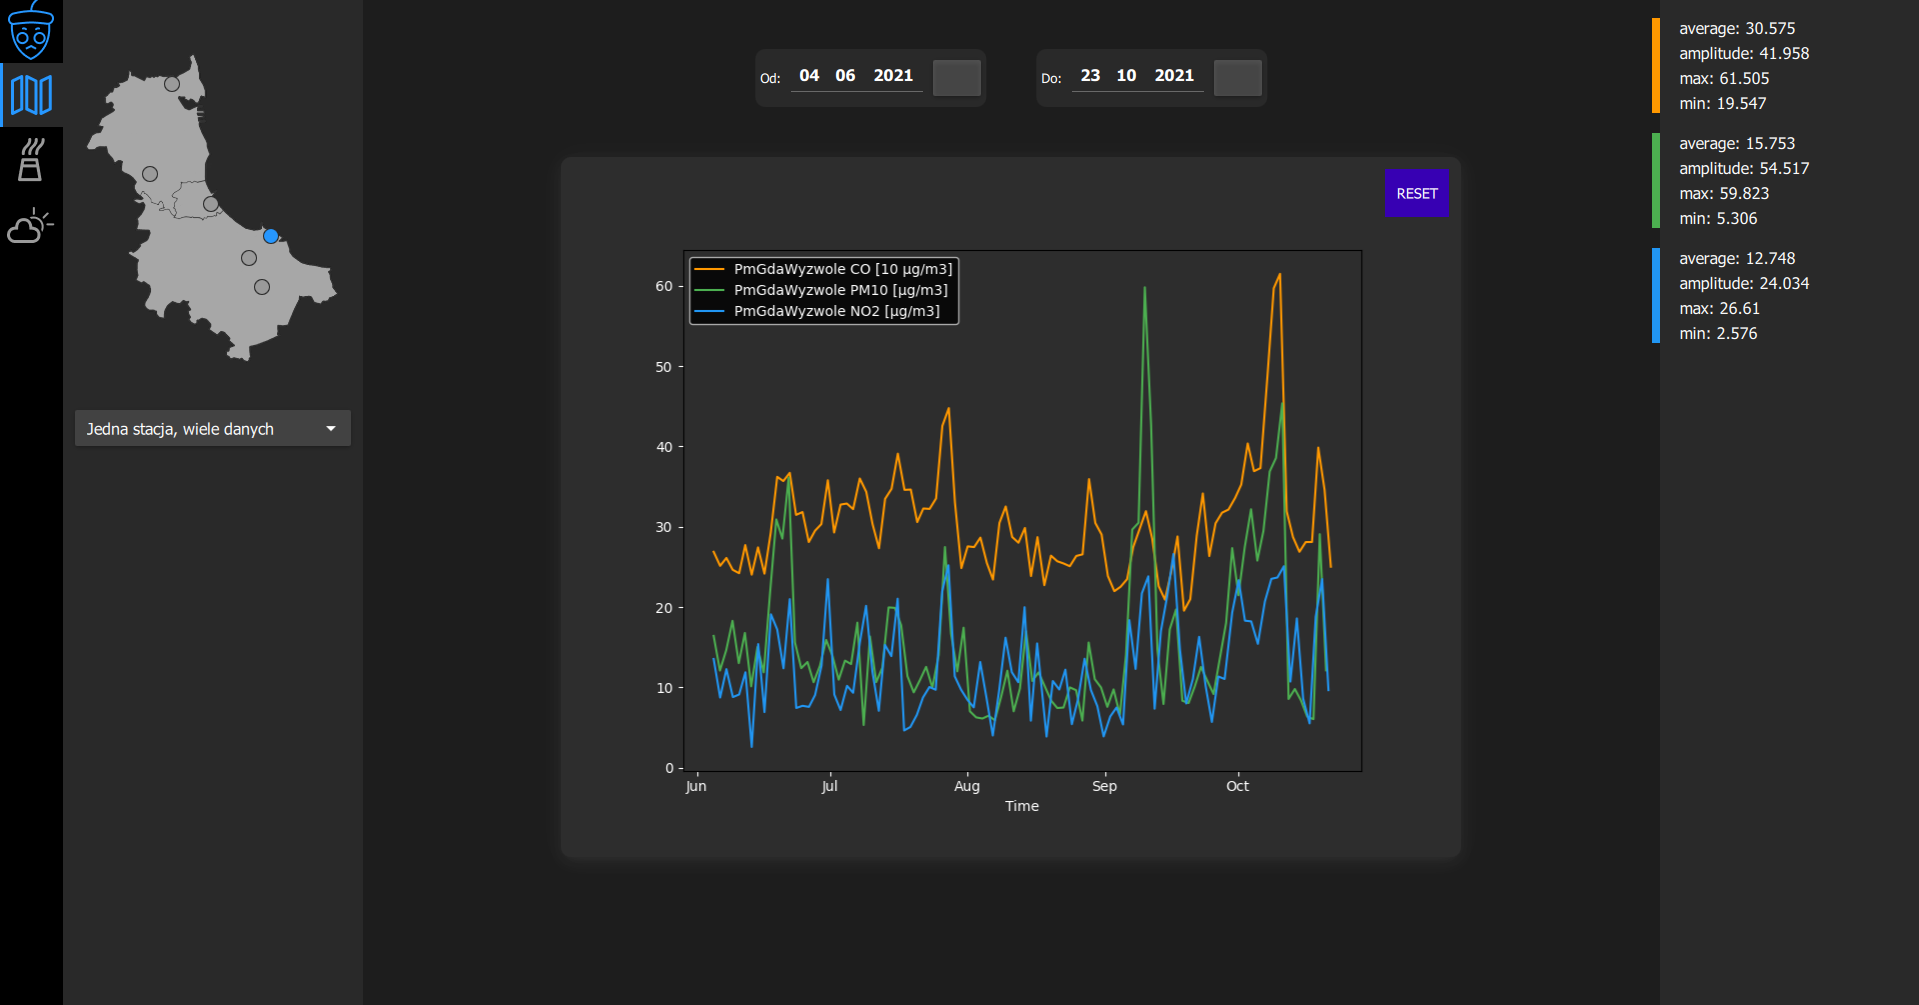 Od: 04 06 2021
Do: 23 10 2021
RESET
PmGdaWyzwole CO [10 µg/m3]
PmGdaWyzwole PM10 [µg/m3]
PmGdaWyzwole NO2 [µg/m3]
60
50
40
30
20
10
0
Jun Jul Aug Sep Oct
Time
Jedna stacja, wiele danych
average: 30.575
amplitude: 41.958
max: 61.505
min: 19.547
average: 15.753
amplitude: 54.517
max: 59.823
min: 5.306
average: 12.748
amplitude: 24.034
max: 26.61
min: 2.576